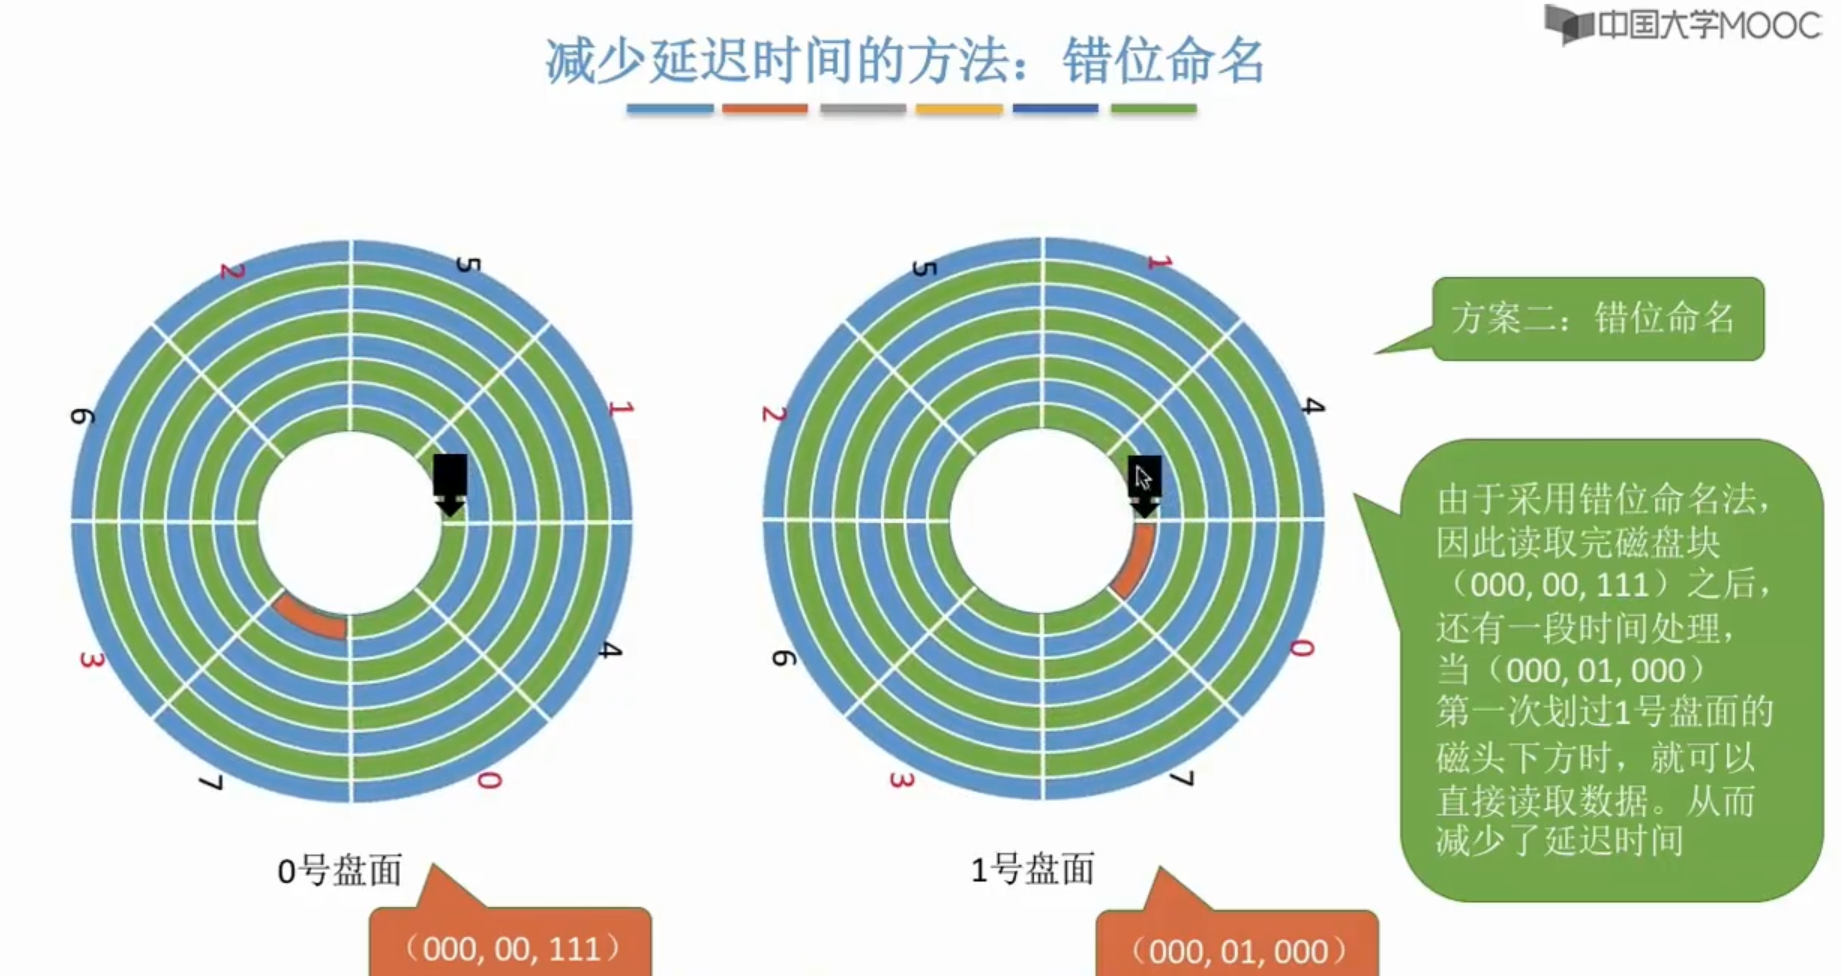 中国大学MOOC
减少延迟时间的方法：错位命名
2
5
5
1
方案二：错位命名
6
1
2
4
由于采用错位命名法，
因此读取完磁盘块
（000, 00, 111）之后，
还有一段时间处理，
当（000, 01, 000）
第一次划过1号盘面的
磁头下方时，就可以
直接读取数据。从而
减少了延迟时间
3
4
6
0
7
0
3
7
0号盘面
1号盘面
（000, 00, 111）
（000, 01, 000）